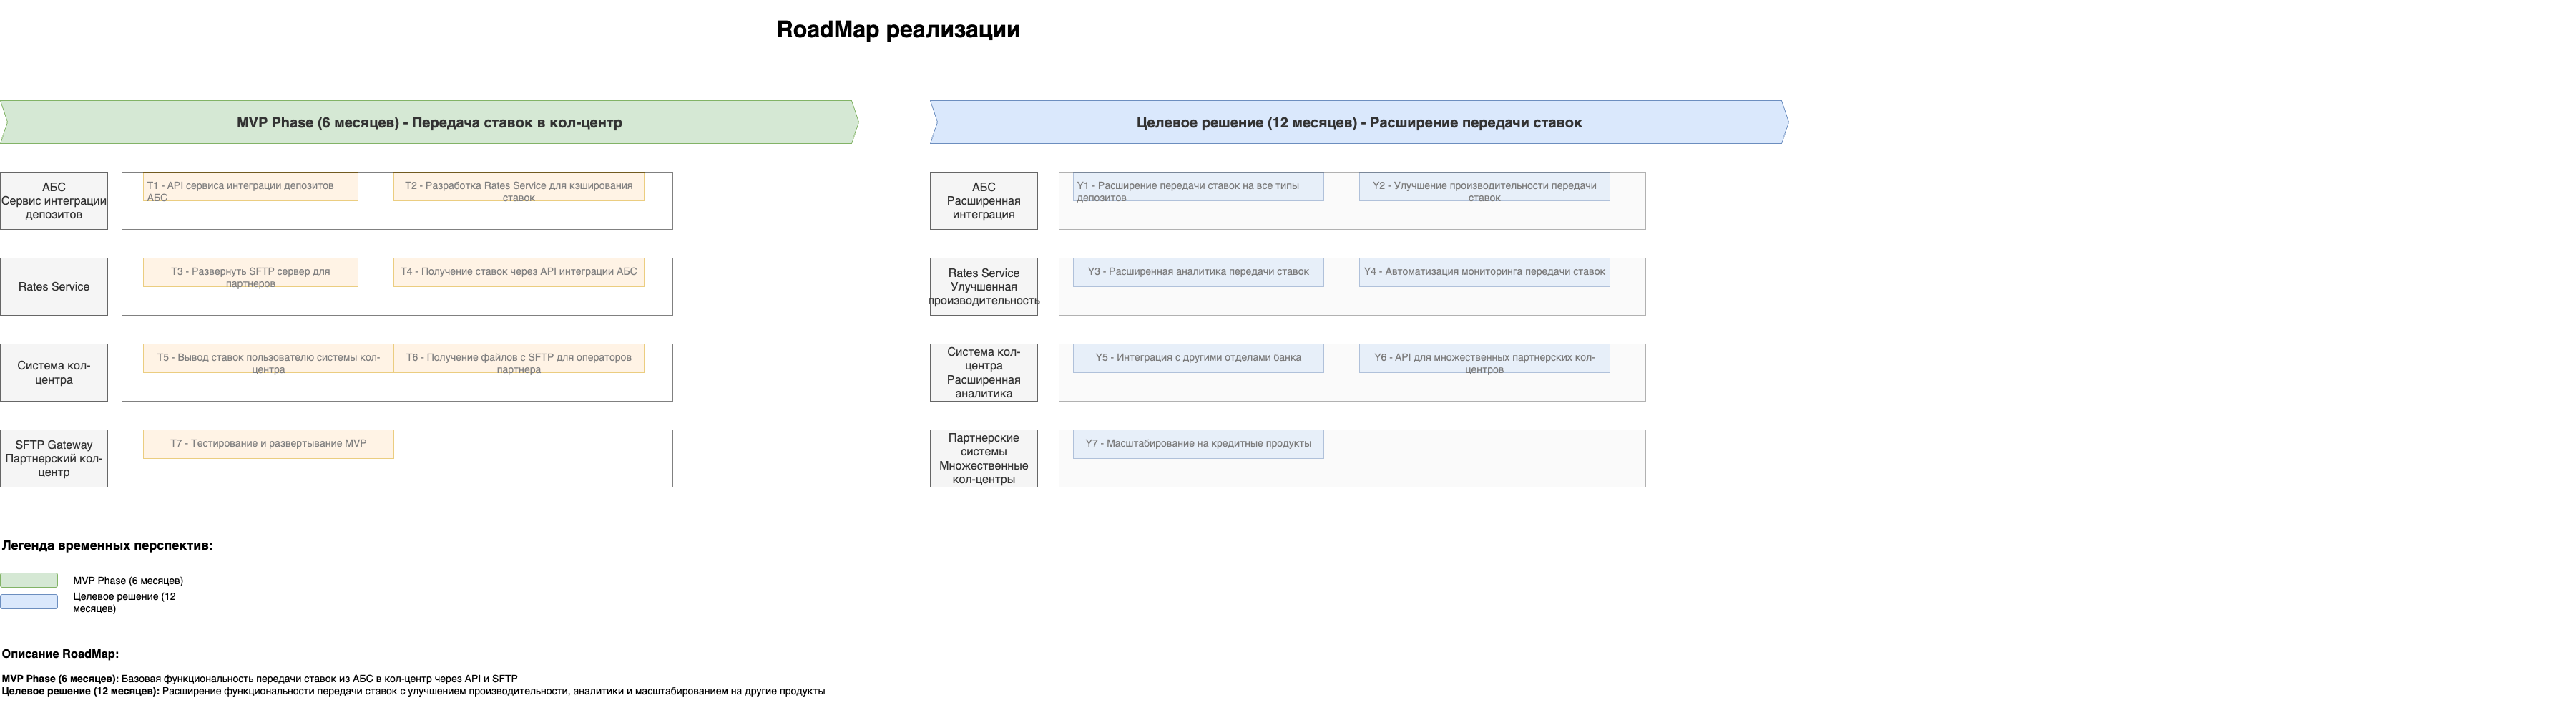 RoadMap реализации
MVP Phase (6 месяцев) - Передача ставок в кол-центр
Целевое решение (12 месяцев) - Расширение передачи ставок
АБС
Сервис интеграции
депозитов
T1 - API сервиса интеграции депозитов
АБС
T2 - Разработка Rates Service для кэширования
ставок
АБС
Расширенная
интеграция
Y1 - Расширение передачи ставок на все типы
депозитов
Y2 - Улучшение производительности передачи
ставок
Rates Service
T3 - Развернуть SFTP сервер для
партнеров
T4 - Получение ставок через API интеграции АБС
Rates Service
Улучшенная
производительность
Y3 - Расширенная аналитика передачи ставок
Y4 - Автоматизация мониторинга передачи ставок
Система кол-
центра
T5 - Вывод ставок пользователю системы кол-
центра
T6 - Получение файлов с SFTP для операторов
партнера
Система кол-
центра
Расширенная
аналитика
Y5 - Интеграция с другими отделами банка
Y6 - API для множественных партнерских кол-
центров
SFTP Gateway
Партнерский кол-
центр
T7 - Тестирование и развертывание MVP
Партнерские
системы
Множественные
кол-центры
Y7 - Масштабирование на кредитные продукты
Легенда временных перспектив:
MVP Phase (6 месяцев)
Целевое решение (12
месяцев)
Описание RoadMap:
MVP Phase (6 месяцев): Базовая функциональность передачи ставок из АБС в кол-центр через API и SFTP
Целевое решение (12 месяцев): Расширение функциональности передачи ставок с улучшением производительности, аналитики и масштабированием на другие продукты